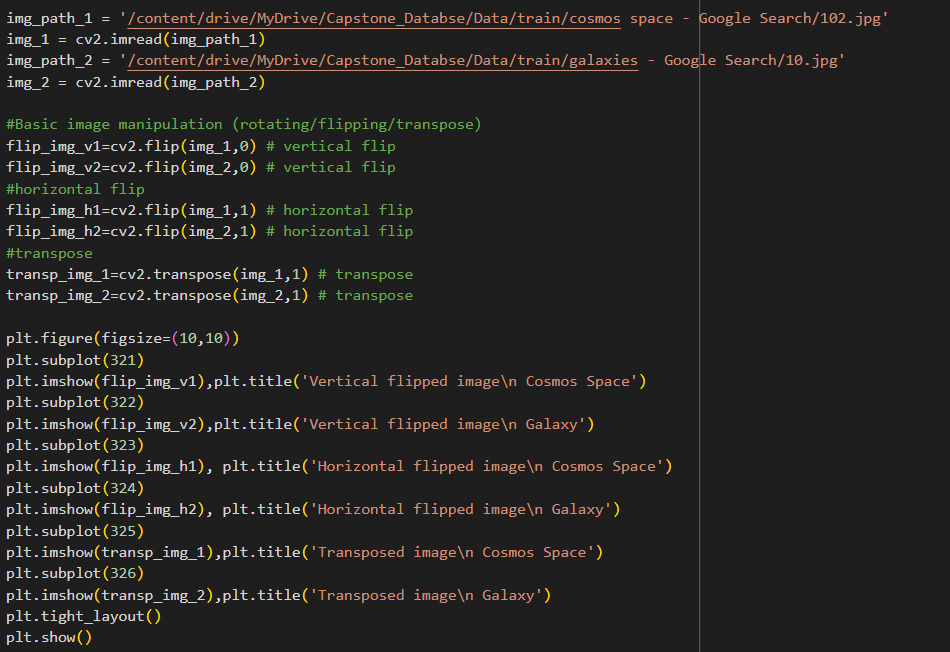 img_path_1 = '/content/drive/MyDrive/Capstone_Databse/Data/train/cosmos space - Google Search/102.jpg'
img_1 = cv2.imread(img_path_1)
img_path_2 = '/content/drive/MyDrive/Capstone_Databse/Data/train/galaxies - Google Search/10.jpg'
img_2 = cv2.imread(img_path_2)

#Basic image manipulation (rotating/flipping/transpose)
flip_img_v1=cv2.flip(img_1,0) # vertical flip
flip_img_v2=cv2.flip(img_2,0) # vertical flip
#horizontal flip
flip_img_h1=cv2.flip(img_1,1) # horizontal flip
flip_img_h2=cv2.flip(img_2,1) # horizontal flip
#transpose
transp_img_1=cv2.transpose(img_1,1) # transpose
transp_img_2=cv2.transpose(img_2,1) # transpose

plt.figure(figsize=(10,10))
plt.subplot(321)
plt.imshow(flip_img_v1),plt.title('Vertical flipped image\n Cosmos Space')
plt.subplot(322)
plt.imshow(flip_img_v2),plt.title('Vertical flipped image\n Galaxy')
plt.subplot(323)
plt.imshow(flip_img_h1), plt.title('Horizontal flipped image\n Cosmos Space')
plt.subplot(324)
plt.imshow(flip_img_h2), plt.title('Horizontal flipped image\n Galaxy')
plt.subplot(325)
plt.imshow(transp_img_1),plt.title('Transposed image\n Cosmos Space')
plt.subplot(326)
plt.imshow(transp_img_2),plt.title('Transposed image\n Galaxy')
plt.tight_layout()
plt.show()